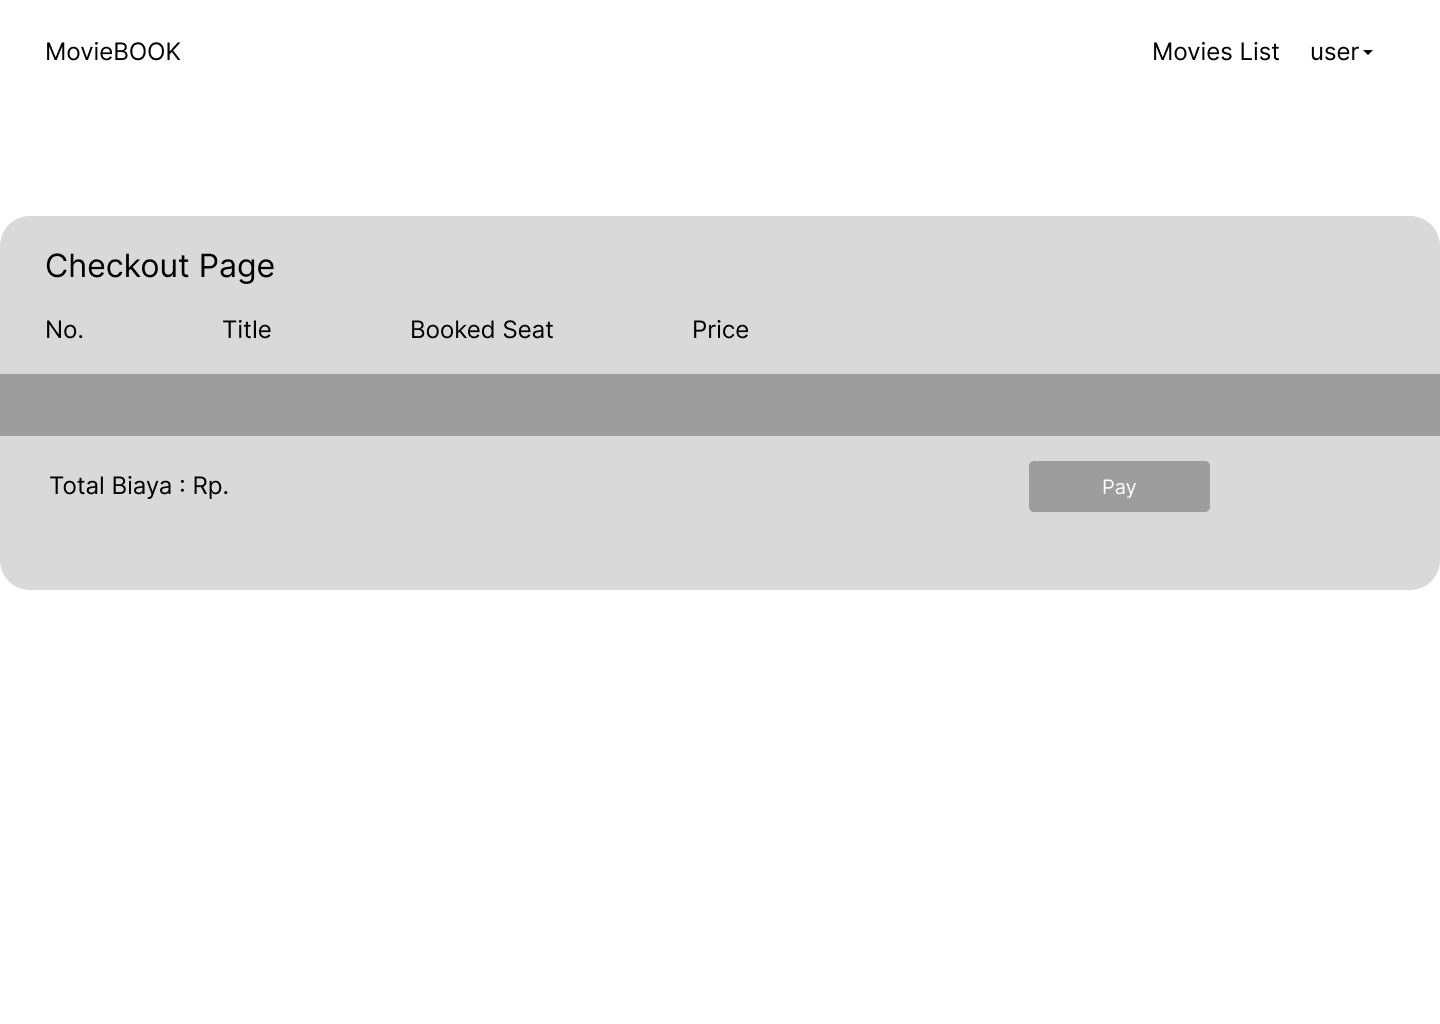 MovieBOOK Movies List user
Checkout Page
No. Title Booked Seat Price
Total Biaya : Rp. Pay